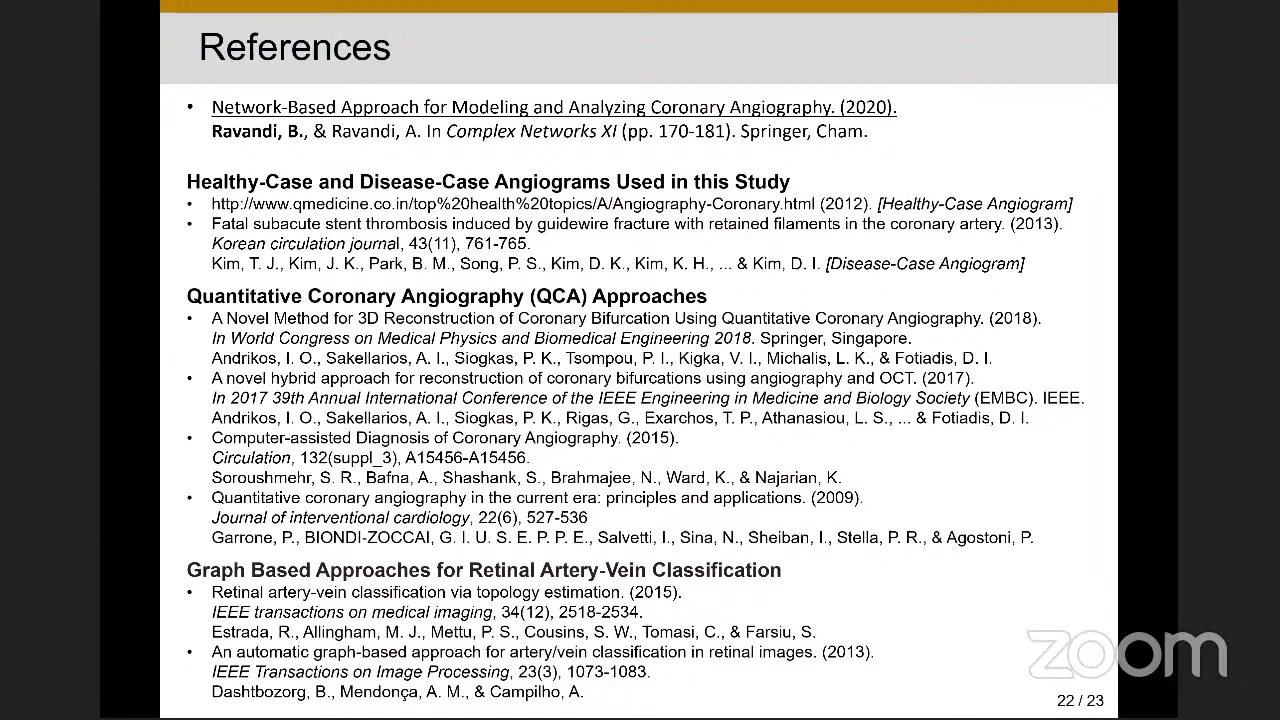 References
• Network-Based Approach for Modeling and Analyzing Coronary Angiography. (2020).
Ravandi, B., & Ravandi, A. In Complex Networks XI (pp. 170-181). Springer, Cham.
Healthy-Case and Disease-Case Angiograms Used in this Study
• http://www.qmedicine.co.in/top%20health%20topics/A/Angiography-Coronary.html (2012). [Healthy-Case Angiogram]
• Fatal subacute stent thrombosis induced by guidewire fracture with retained filaments in the coronary artery. (2013).
Korean circulation journal, 43(11), 761-765.
Kim, T. J., Kim, J. K., Park, B. M., Song, P. S., Kim, D. K., Kim, K. H., ... & Kim, D. I. [Disease-Case Angiogram]
Quantitative Coronary Angiography (QCA) Approaches
• A Novel Method for 3D Reconstruction of Coronary Bifurcation Using Quantitative Coronary Angiography. (2018).
In World Congress on Medical Physics and Biomedical Engineering 2018. Springer, Singapore.
Andrikos, I. O., Sakellarios, A. I., Siogkas, P. K., Tsompou, P. I., Kigka, V. I., Michalis, L. K., & Fotiadis, D. I.
• A novel hybrid approach for reconstruction of coronary bifurcations using angiography and OCT. (2017).
In 2017 39th Annual International Conference of the IEEE Engineering in Medicine and Biology Society (EMBC). IEEE.
Andrikos, I. O., Sakellarios, A. I., Siogkas, P. K., Rigas, G., Exarchos, T. P., Athanasiou, L. S., ... & Fotiadis, D. I.
• Computer-assisted Diagnosis of Coronary Angiography. (2015).
Circulation, 132(suppl_3), A15456-A15456.
Soroushmehr, S. R., Bafna, A., Shashank, S., Brahmajee, N., Ward, K., & Najarian, K.
• Quantitative coronary angiography in the current era: principles and applications. (2009).
Journal of interventional cardiology, 22(6), 527-536
Garrone, P., BIONDI-ZOCCAI, G. I. U. S. E. P. P. E., Salvetti, I., Sina, N., Sheiban, I., Stella, P. R., & Agostoni, P.
Graph Based Approaches for Retinal Artery-Vein Classification
• Retinal artery-vein classification via topology estimation. (2015).
IEEE transactions on medical imaging, 34(12), 2518-2534.
Estrada, R., Allingham, M. J., Mettu, P. S., Cousins, S. W., Tomasi, C., & Farsiu, S.
• An automatic graph-based approach for artery/vein classification in retinal images. (2013).
IEEE Transactions on Image Processing, 23(3), 1073-1083.
Dashtbozorg, B., Mendonça, A. M., & Campilho, A.
zoom
22 / 23